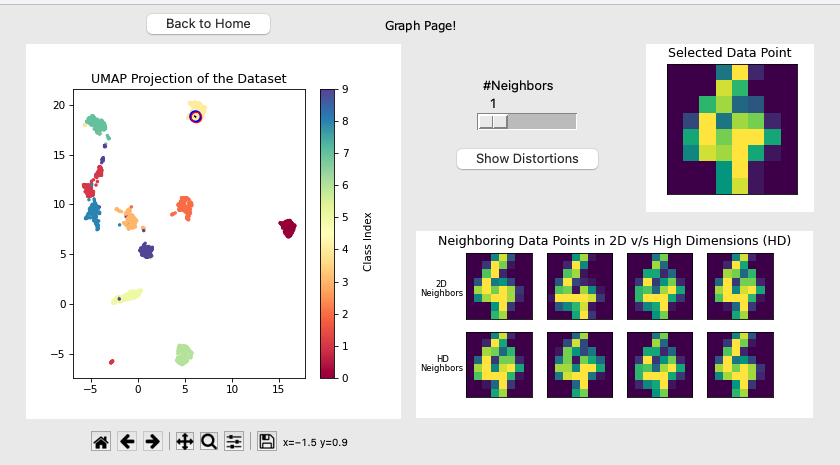 Back to Home
Graph Page!
UMAP Projection of the Dataset
20
15
10
5
0
−5
−5
0
5
10
15
9
8
7
6
5
4
3
2
1
0
Class Index
#Neighbors
1
Show Distortions
Selected Data Point
Neighboring Data Points in 2D v/s High Dimensions (HD)
2D
Neighbors
HD
Neighbors
x=−1.5 y=0.9